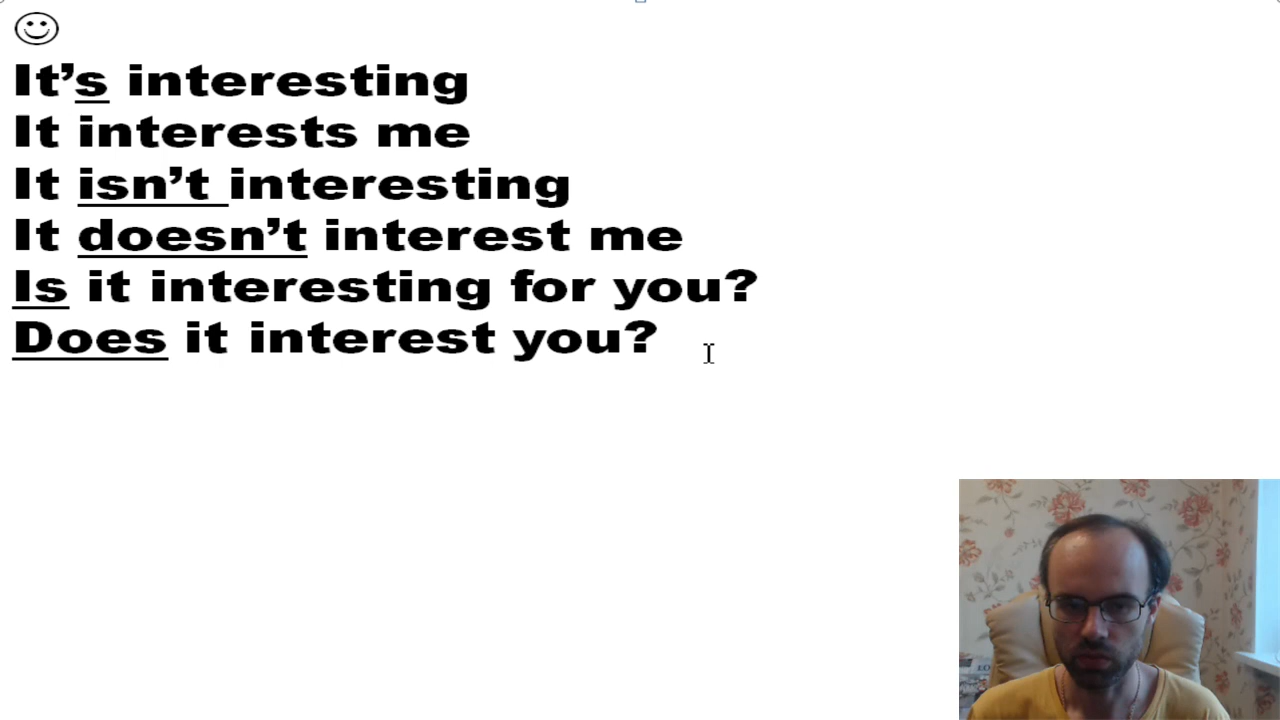 It’s interesting
It interests me
It isn’t interesting
It doesn’t interest me
Is it interesting for you?
Does it interest you?